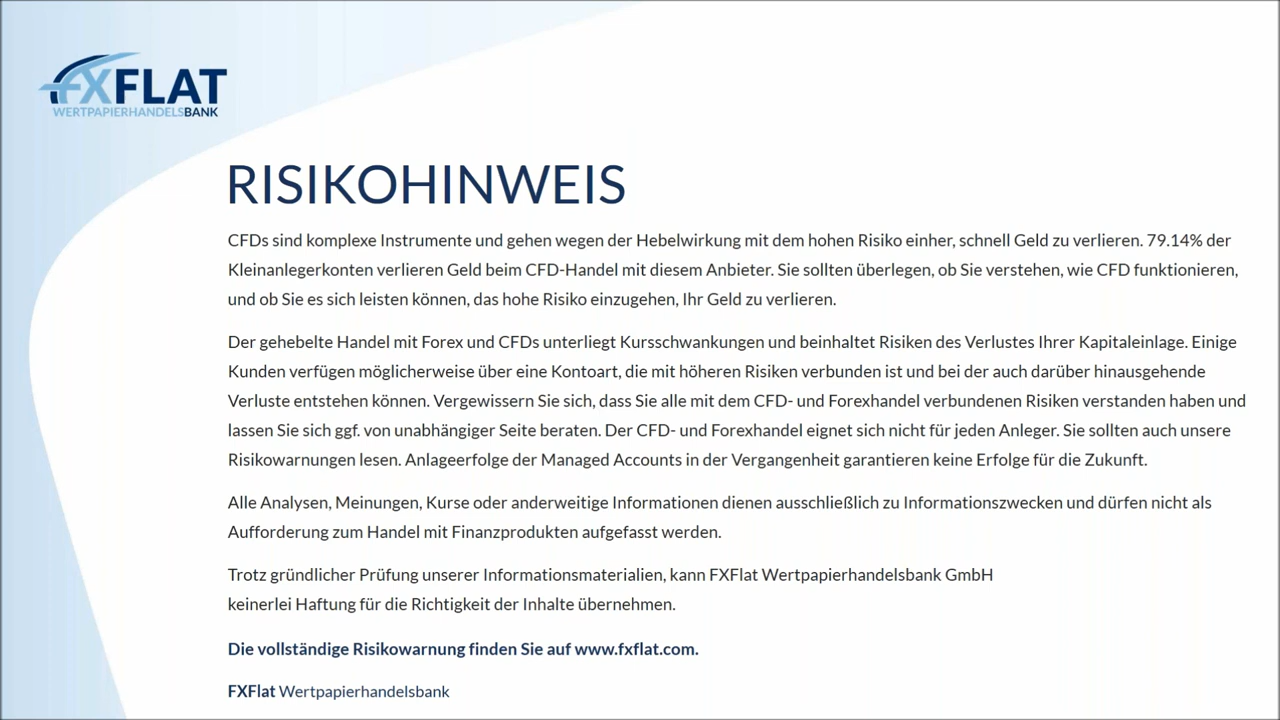 FXFLAT
WERTPAPIERHANDELSBANK
RISIKOHINWEIS
CFDs sind komplexe Instrumente und gehen wegen der Hebelwirkung mit dem hohen Risiko einher, schnell Geld zu verlieren. 79.14% der
Kleinanlegerkonten verlieren Geld beim CFD-Handel mit diesem Anbieter. Sie sollten überlegen, ob Sie verstehen, wie CFD funktionieren,
und ob Sie es sich leisten können, das hohe Risiko einzugehen, Ihr Geld zu verlieren.
Der gehebelte Handel mit Forex und CFDs unterliegt Kursschwankungen und beinhaltet Risiken des Verlustes Ihrer Kapitaleinlage. Einige
Kunden verfügen möglicherweise über eine Kontoart, die mit höheren Risiken verbunden ist und bei der auch darüber hinausgehende
Verluste entstehen können. Vergewissern Sie sich, dass Sie alle mit dem CFD- und Forexhandel verbundenen Risiken verstanden haben und
lassen Sie sich ggf. von unabhängiger Seite beraten. Der CFD- und Forexhandel eignet sich nicht für jeden Anleger. Sie sollten auch unsere
Risikowarnungen lesen. Anlageerfolge der Managed Accounts in der Vergangenheit garantieren keine Erfolge für die Zukunft.
Alle Analysen, Meinungen, Kurse oder anderweitige Informationen dienen ausschließlich zu Informationszwecken und dürfen nicht als
Aufforderung zum Handel mit Finanzprodukten aufgefasst werden.
Trotz gründlicher Prüfung unserer Informationsmaterialien, kann FXFlat Wertpapierhandelsbank GmbH
keinerlei Haftung für die Richtigkeit der Inhalte übernehmen.
Die vollständige Risikowarnung finden Sie auf www.fxflat.com.
FXFlat Wertpapierhandelsbank